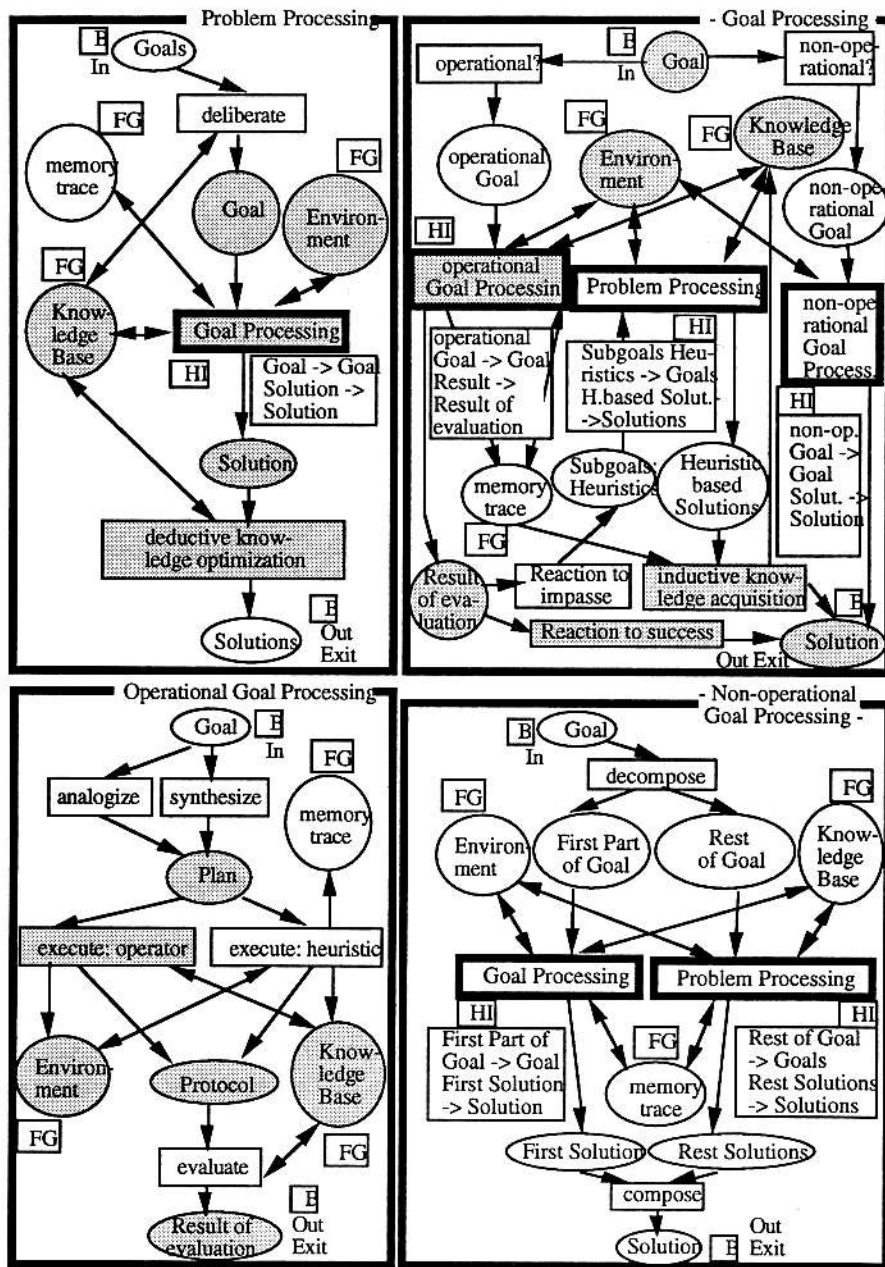 Problem Processing
B
In
Goals
deliberate
FG
memory
trace
Goal
FG
Environ-
ment
FG
Know-
ledge
Base
Goal Processing
HI
Goal -> Goal
Solution ->
Solution
Solution
deductive know-
ledge optimization
Solutions
B
Out
Exit
- Goal Processing
operational?
B
In
Goal
non-ope-
rational?
operational
Goal
FG
Environ-
ment
FG
Knowledge
Base
non-ope-
rational
Goal
HI
operational
Goal Processin
Problem Processing
non-ope-
rational
Goal
Process.
operational
Goal -> Goal
Result ->
Result of
evaluation
HI
Subgoals Heu-
ristics -> Goals
H.based Solut.-
->Solutions
HI
non-op.
Goal ->
Goal
Solut. ->
Solution
memory
trace
FG
Subgoals;
Heuristics
Heuristic
based
Solutions
Result
of eva-
luation
Reaction to
impasse
inductive know-
ledge acquisition
B
Reaction to success
Solution
Out Exit
Operational Goal Processing
Goal
B
In
analogize
synthesize
FG
memory
trace
Plan
execute: operator
execute: heuristic
Environ-
ment
FG
Protocol
Know-
ledge
Base
FG
evaluate
Result of
evaluation
B
Out
Exit
- Non-operational
Goal Processing -
B
In
Goal
decompose
FG
Environ-
ment
First Part
of Goal
Rest
of Goal
FG
Know-
ledge
Base
Goal Processing
Problem Processing
HI
First Part of
Goal -> Goal
First Solution
-> Solution
FG
memory
trace
HI
Rest of Goal
-> Goals
Rest Solutions
-> Solutions
First Solution
Rest Solutions
compose
Solution
B
Out
Exit